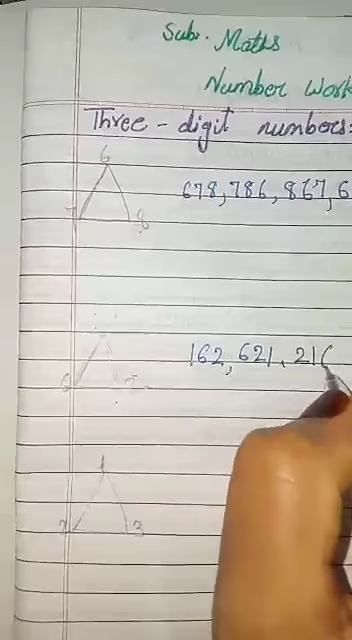 Sub:- Maths
Number Work
Three - digit numbers:
6
7 8
678, 786, 867, 6
162, 621, 216
1
2 3